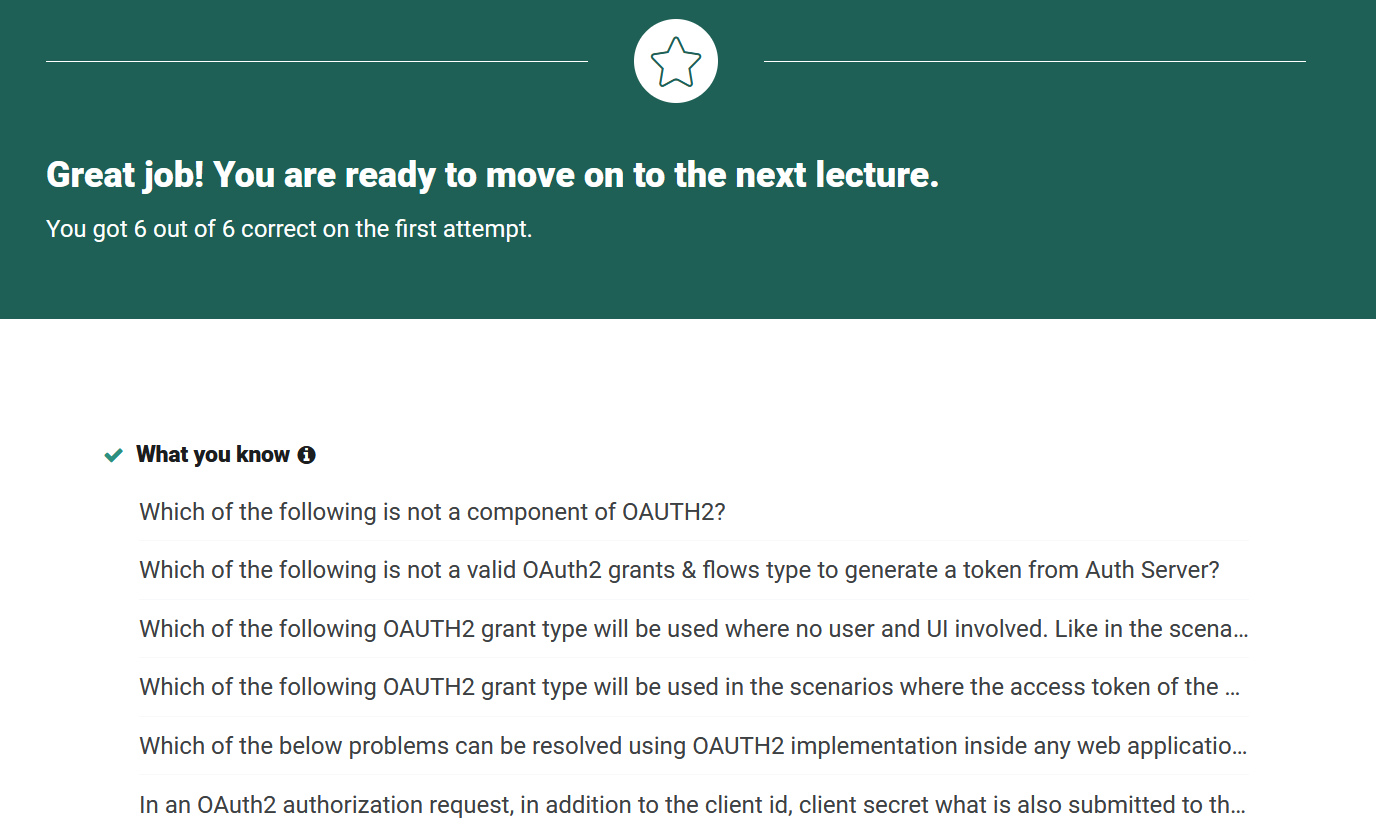 Great job! You are ready to move on to the next lecture.
You got 6 out of 6 correct on the first attempt.
What you know
Which of the following is not a component of OAUTH2?
Which of the following is not a valid OAuth2 grants & flows type to generate a token from Auth Server?
Which of the following OAUTH2 grant type will be used where no user and UI involved. Like in the scena...
Which of the following OAUTH2 grant type will be used in the scenarios where the access token of the ...
Which of the below problems can be resolved using OAUTH2 implementation inside any web applicatio...
In an OAuth2 authorization request, in addition to the client id, client secret what is also submitted to th...